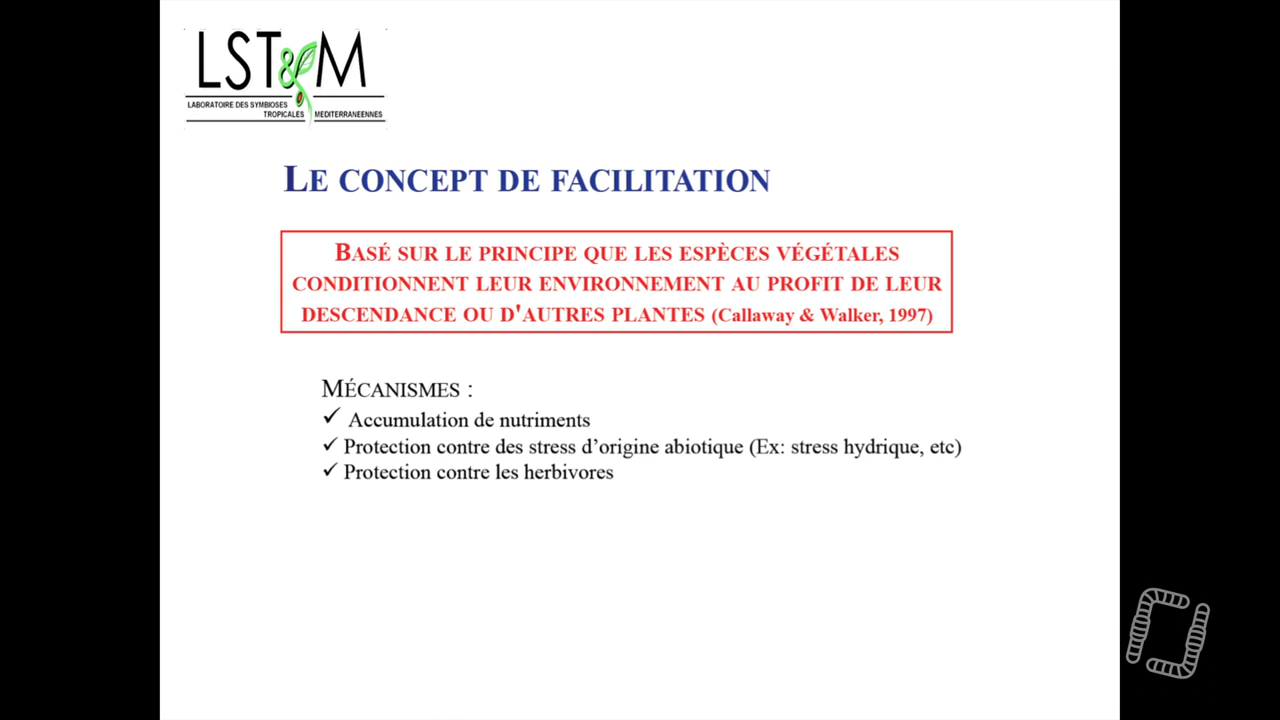 LST&M
LABORATOIRE DES SYMBIOSES
TROPICALES MEDITERRANEENNES
LE CONCEPT DE FACILITATION
BASÉ SUR LE PRINCIPE QUE LES ESPÈCES VÉGÉTALES
CONDITIONNENT LEUR ENVIRONNEMENT AU PROFIT DE LEUR
DESCENDANCE OU D'AUTRES PLANTES (Callaway & Walker, 1997)
MÉCANISMES :
✓ Accumulation de nutriments
✓ Protection contre des stress d’origine abiotique (Ex: stress hydrique, etc)
✓ Protection contre les herbivores